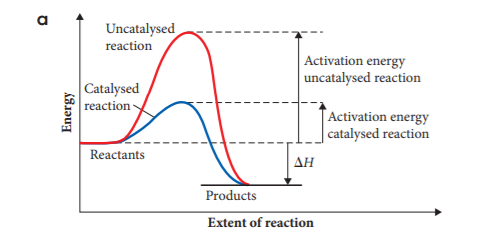 a
Uncatalysed
reaction
Activation energy
uncatalysed reaction
Catalysed
reaction
Activation energy
catalysed reaction
Energy
Reactants
ΔH
Products
Extent of reaction